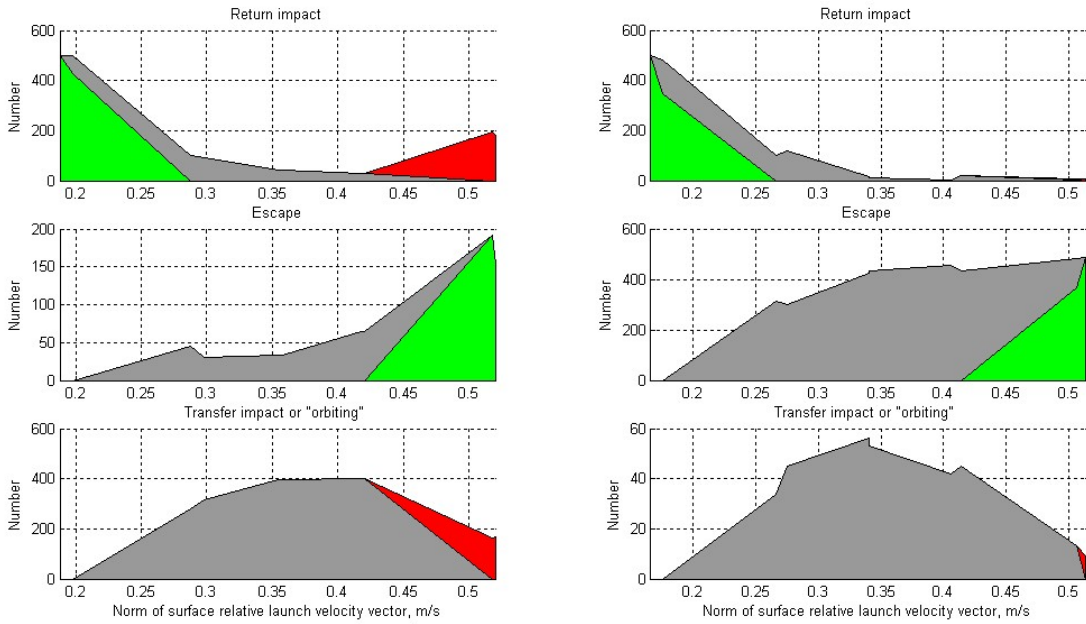 Return impact
600
400
200
0
Number
0.2 0.25 0.3 0.35 0.4 0.45 0.5
Escape
200
150
100
50
0
Number
0.2 0.25 0.3 0.35 0.4 0.45 0.5
Transfer impact or "orbiting"
600
400
200
0
Number
0.2 0.25 0.3 0.35 0.4 0.45 0.5
Norm of surface relative launch velocity vector, m/s
Return impact
600
400
200
0
Number
0.2 0.25 0.3 0.35 0.4 0.45 0.5
Escape
600
400
200
0
Number
0.2 0.25 0.3 0.35 0.4 0.45 0.5
Transfer impact or "orbiting"
60
40
20
0
Number
0.2 0.25 0.3 0.35 0.4 0.45 0.5
Norm of surface relative launch velocity vector, m/s